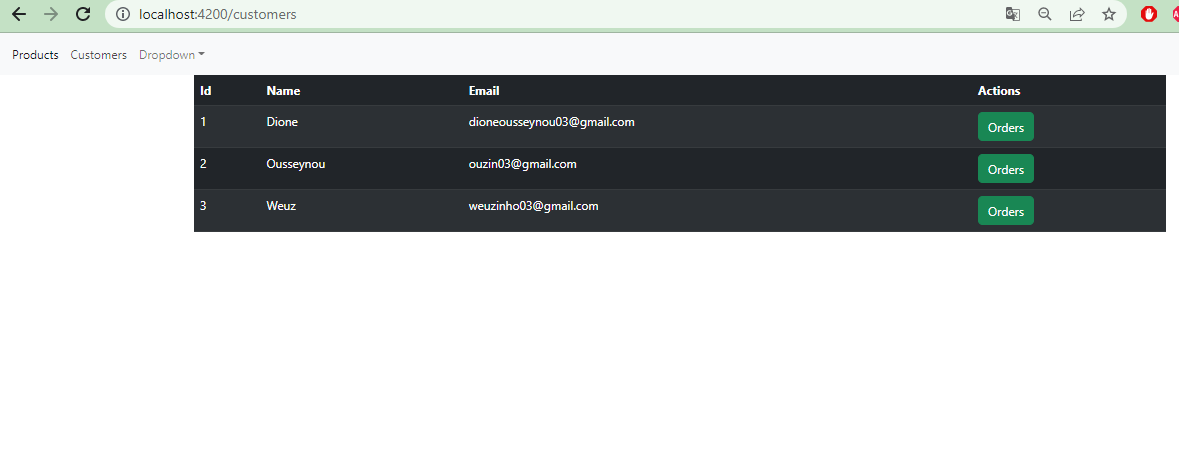 localhost:4200/customers
Products Customers Dropdown
Id Name Email Actions
1 Dione dioneousseynou03@gmail.com Orders
2 Ousseynou ouzin03@gmail.com Orders
3 Weuz weuzinho03@gmail.com Orders